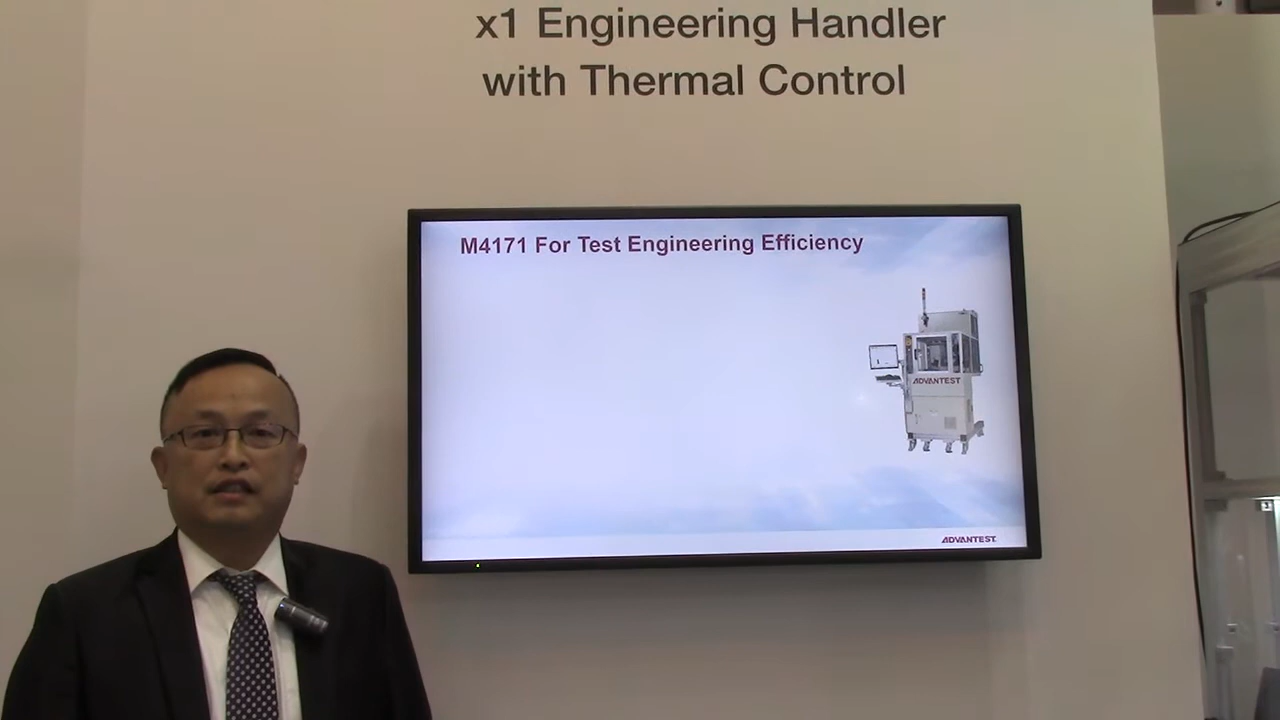 x1 Engineering Handler
with Thermal Control
M4171 For Test Engineering Efficiency
ADVANTEST
ADVANTEST